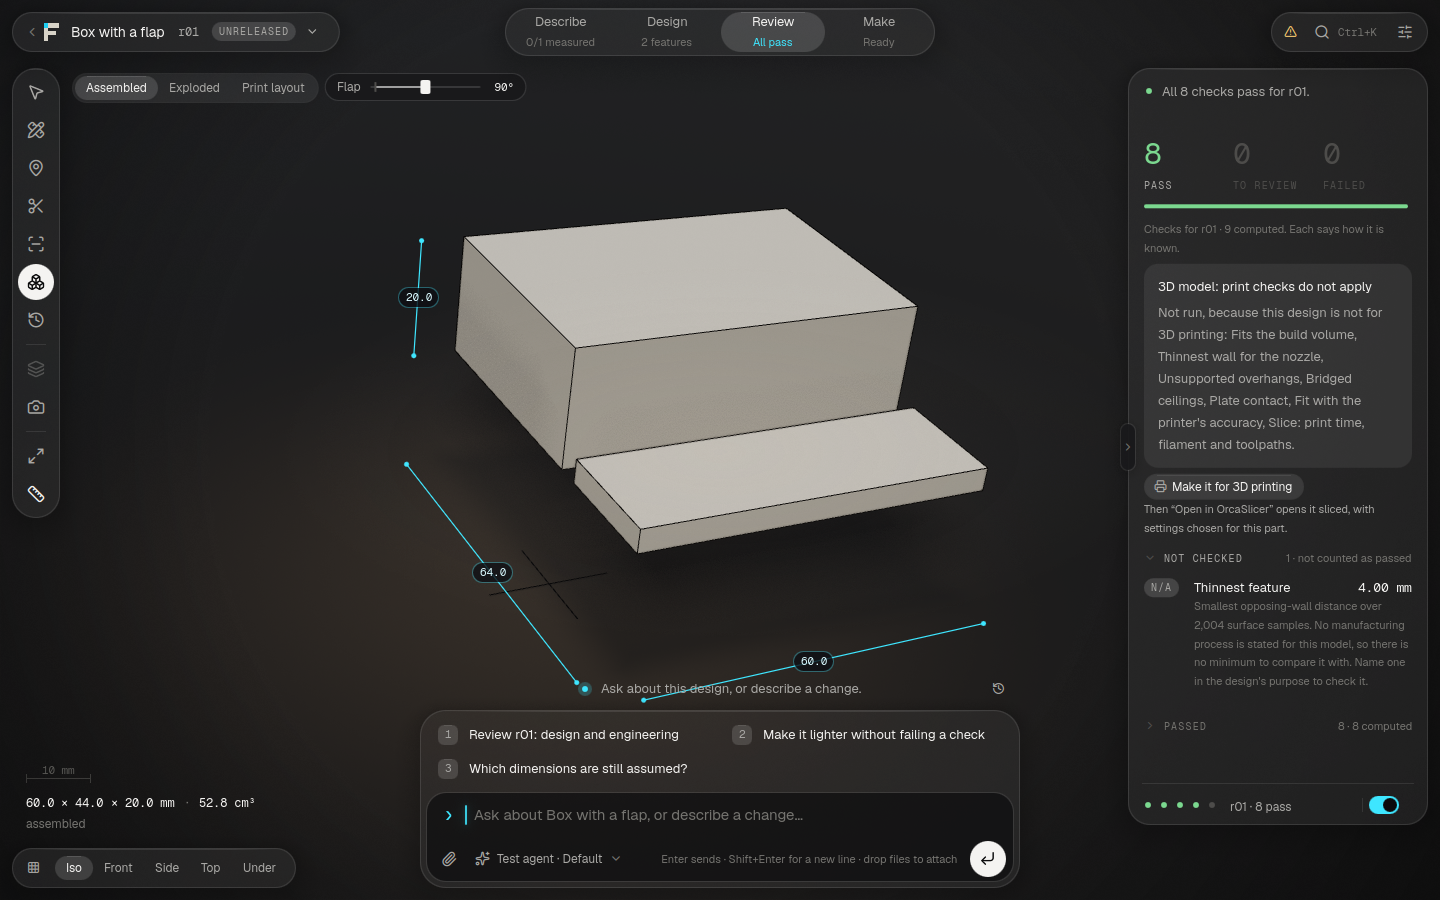 Box with a flap r01 UNRELEASED
Describe
0/1 measured
Design
2 features
Review
All pass
Make
Ready
Ctrl+K
Assembled Exploded Print layout
Flap 90°
All 8 checks pass for r01.
8 0 0
PASS TO REVIEW FAILED
Checks for r01 · 9 computed. Each says how it is
known.
3D model: print checks do not apply
Not run, because this design is not for
3D printing: Fits the build volume,
Thinnest wall for the nozzle,
Unsupported overhangs, Bridged
ceilings, Plate contact, Fit with the
printer's accuracy, Slice: print time,
filament and toolpaths.
Make it for 3D printing
Then “Open in OrcaSlicer” opens it sliced, with
settings chosen for this part.
NOT CHECKED 1 · not counted as passed
N/A Thinnest feature 4.00 mm
Smallest opposing-wall distance over
2,004 surface samples. No manufacturing
process is stated for this model, so there is
no minimum to compare it with. Name one
in the design's purpose to check it.
PASSED 8 · 8 computed
r01 · 8 pass
20.0
64.0
60.0
Ask about this design, or describe a change.
1 Review r01: design and engineering
2 Make it lighter without failing a check
3 Which dimensions are still assumed?
Ask about Box with a flap, or describe a change...
Test agent · Default
Enter sends · Shift+Enter for a new line · drop files to attach
10 mm
60.0 × 44.0 × 20.0 mm · 52.8 cm³
assembled
Iso Front Side Top Under